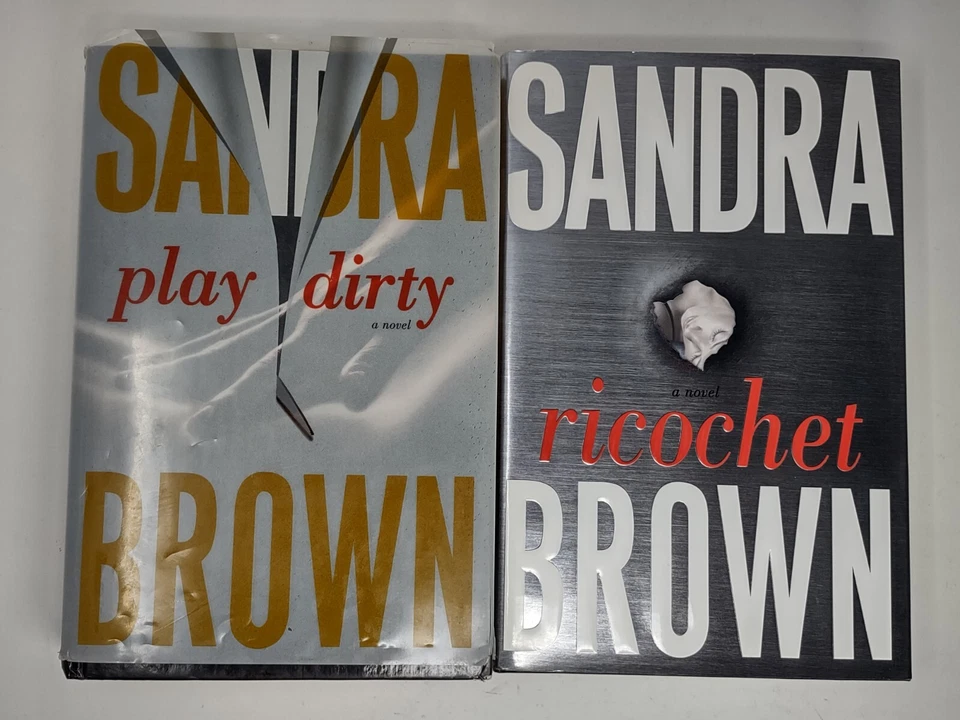 SANDRA
play dirty
a novel
BROWN
SANDRA
a novel
ricochet
BROWN